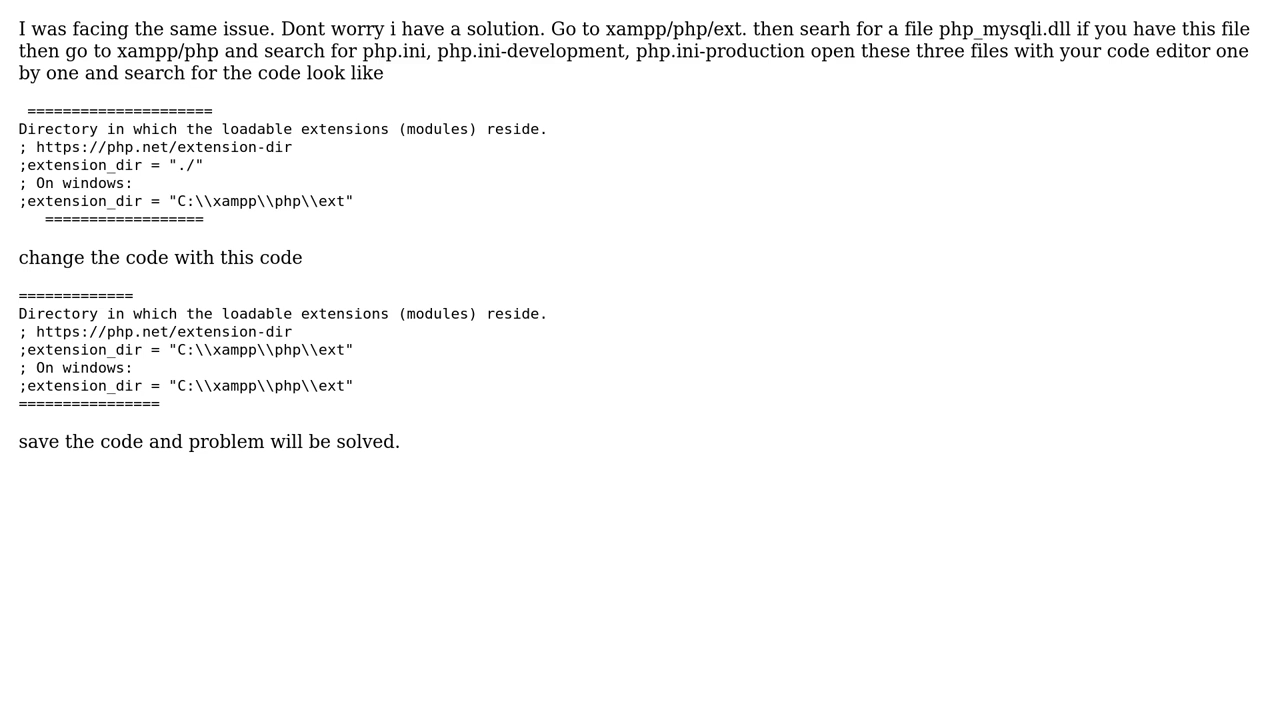 I was facing the same issue. Dont worry i have a solution. Go to xampp/php/ext. then searh for a file php_mysqli.dll if you have this file
then go to xampp/php and search for php.ini, php.ini-development, php.ini-production open these three files with your code editor one
by one and search for the code look like
=====================
Directory in which the loadable extensions (modules) reside.
; https://php.net/extension-dir
;extension_dir = "./"
; On windows:
;extension_dir = "C:\\xampp\\php\\ext"
==================
change the code with this code
=============
Directory in which the loadable extensions (modules) reside.
; https://php.net/extension-dir
;extension_dir = "C:\\xampp\\php\\ext"
; On windows:
;extension_dir = "C:\\xampp\\php\\ext"
================
save the code and problem will be solved.